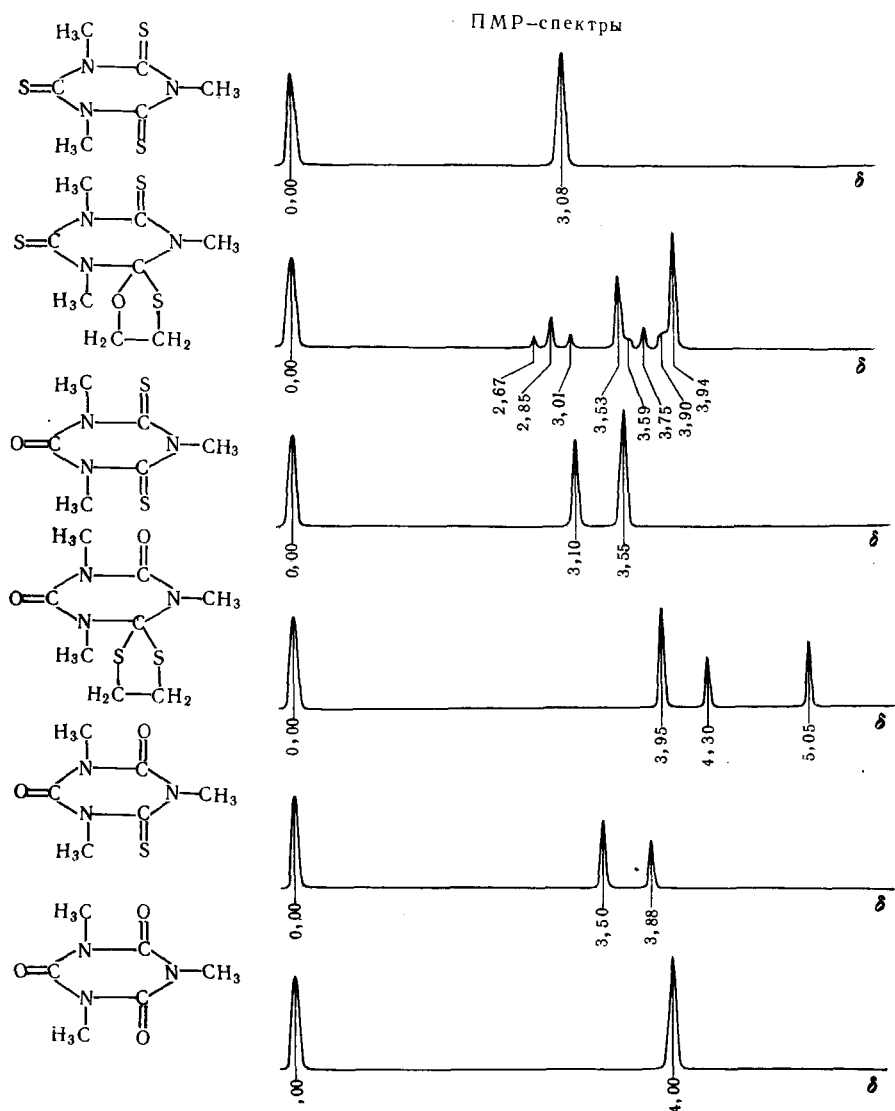 ПМР-спектры
H₃C S
S=C N C N-CH₃
H₃C N C
S
0,00 3,08 δ
H₃C S
S=C N C N-CH₃
H₃C N C
O S
H₂C CH₂
0,00 2,67 2,85 3,01 3,53 3,59 3,75 3,90 3,94 δ
H₃C S
O=C N C N-CH₃
H₃C N C
S
0,00 3,10 3,55 δ
H₃C O
O=C N C N-CH₃
H₃C N C
S S
H₂C CH₂
0,00 3,95 4,30 5,05 δ
H₃C O
O=C N C N-CH₃
H₃C N C
S
0,00 3,50 3,88 δ
H₃C O
O=C N C N-CH₃
H₃C N C
O
,00 4,00 δ